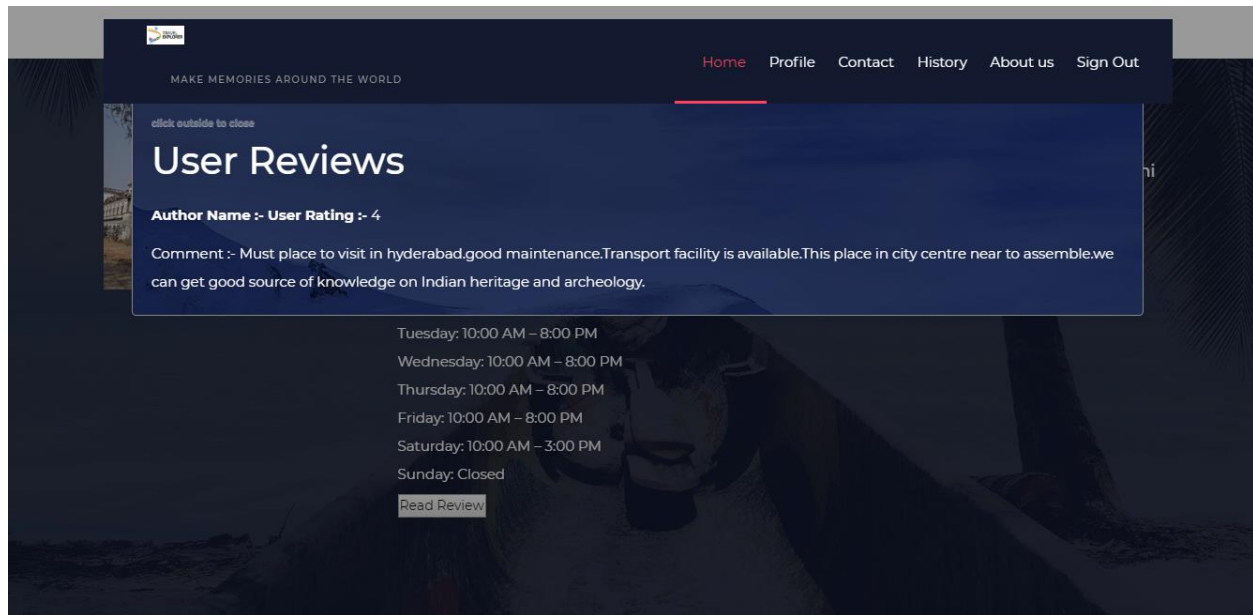 TRAVEL
EXPLORER
MAKE MEMORIES AROUND THE WORLD
Home Profile Contact History About us Sign Out
click outside to close
User Reviews
ni
Author Name :- User Rating :- 4
Comment :- Must place to visit in hyderabad.good maintenance.Transport facility is available.This place in city centre near to assemble.we
can get good source of knowledge on Indian heritage and archeology.
Tuesday: 10:00 AM – 8:00 PM
Wednesday: 10:00 AM – 8:00 PM
Thursday: 10:00 AM – 8:00 PM
Friday: 10:00 AM – 8:00 PM
Saturday: 10:00 AM – 3:00 PM
Sunday: Closed
Read Review